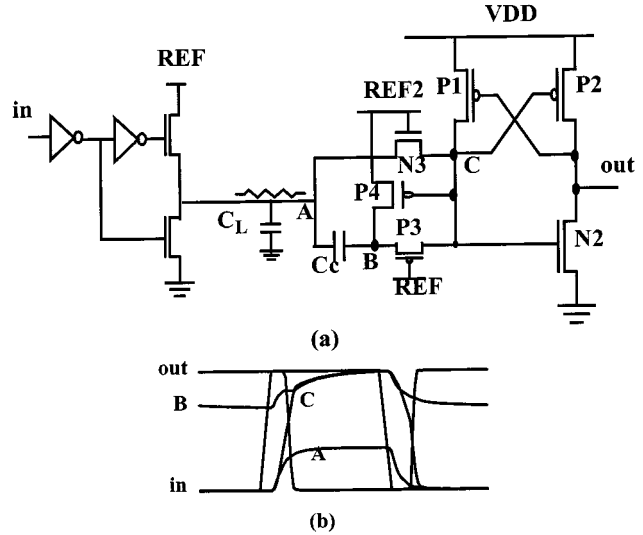 VDD
REF
REF2
P1
P2
in
N3
C
out
P4
A
C_L
P3
N2
Cc
B
REF
(a)
out
B
C
A
in
(b)